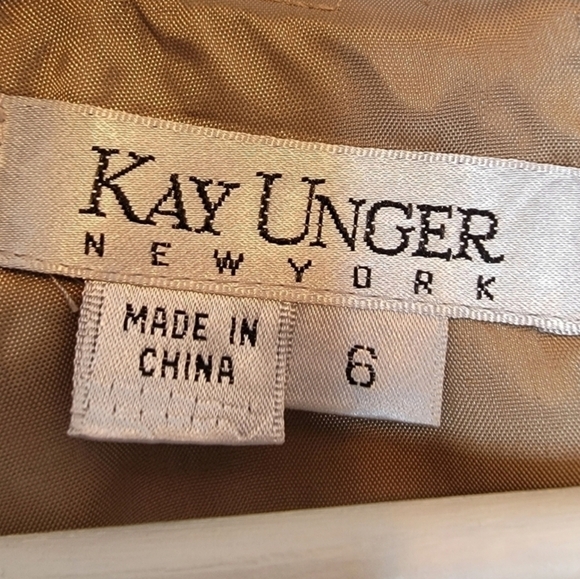 KAY UNGER
NEW YORK
MADE IN
CHINA
6